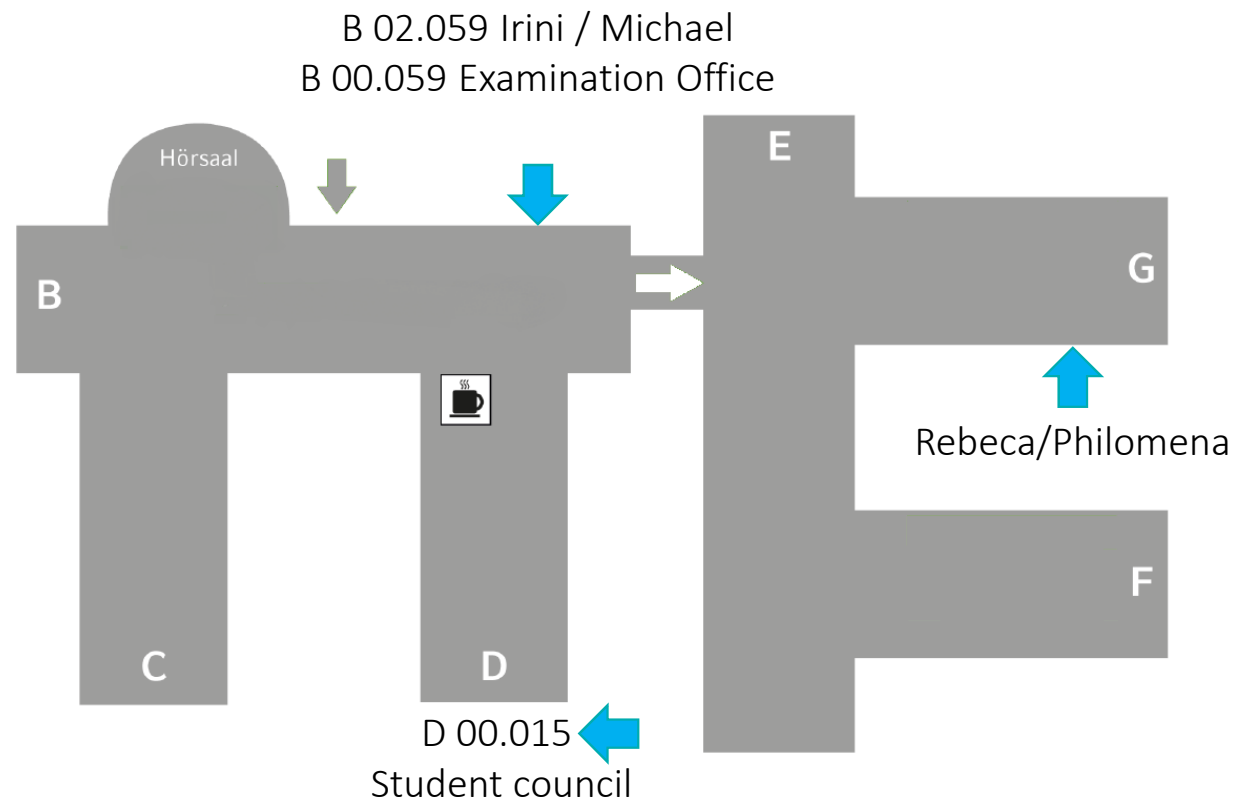 B 02.059 Irini / Michael
B 00.059 Examination Office
Hörsaal
E
B
G
Rebeca/Philomena
F
C
D
D 00.015
Student council